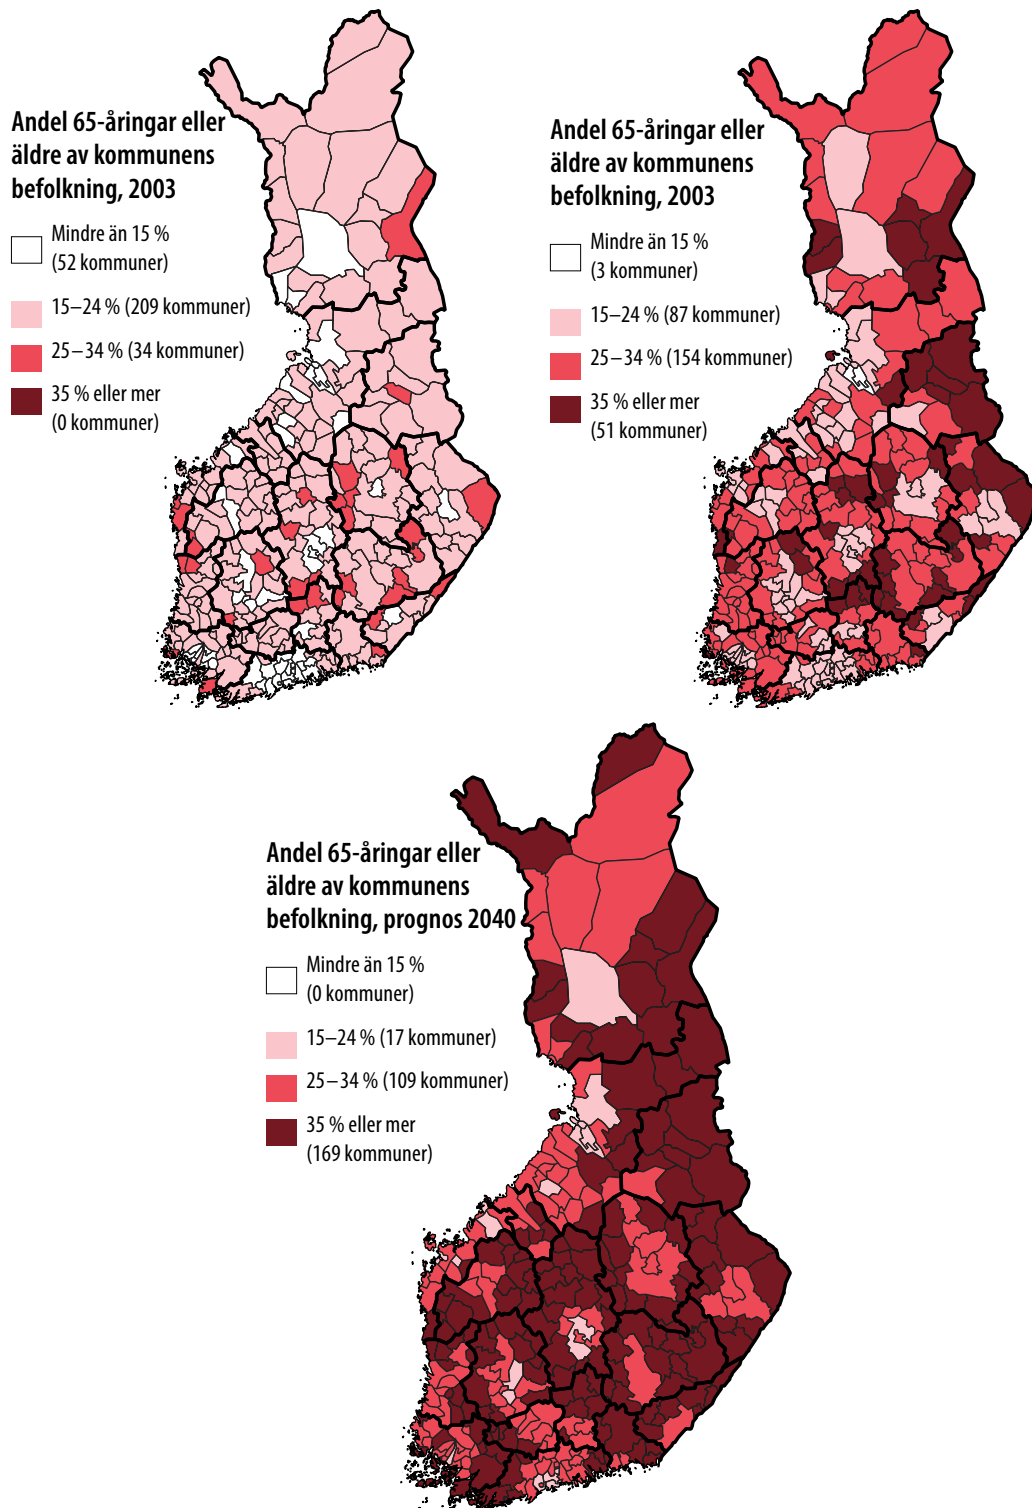 Andel 65-åringar eller
äldre av kommunens
befolkning, 2003
Mindre än 15 %
(52 kommuner)
15–24 % (209 kommuner)
25–34 % (34 kommuner)
35 % eller mer
(0 kommuner)
Andel 65-åringar eller
äldre av kommunens
befolkning, 2003
Mindre än 15 %
(3 kommuner)
15–24 % (87 kommuner)
25–34 % (154 kommuner)
35 % eller mer
(51 kommuner)
Andel 65-åringar eller
äldre av kommunens
befolkning, prognos 2040
Mindre än 15 %
(0 kommuner)
15–24 % (17 kommuner)
25–34 % (109 kommuner)
35 % eller mer
(169 kommuner)